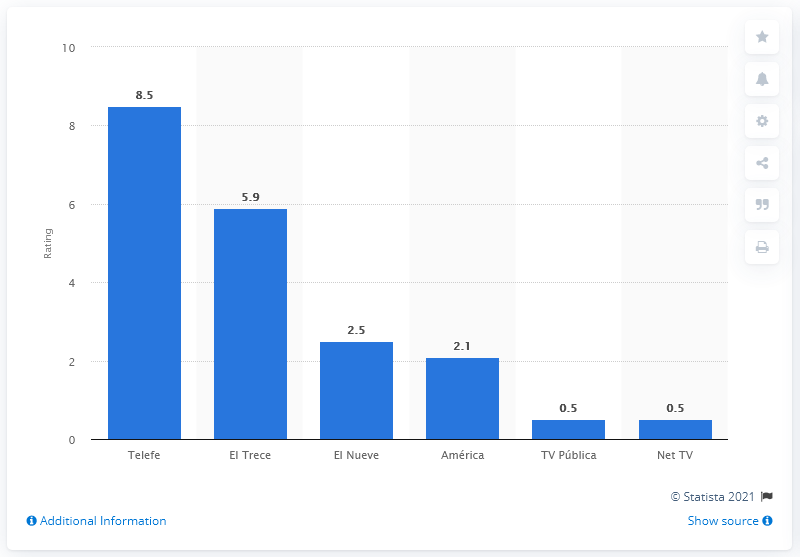 10
8.5
8
5.9
6
Rating
4
2.5
2.1
2
0.5
0.5
0
Telefe
El Trece
El Nueve
América
TV Pública
Net TV
© Statista 2021
Additional Information
Show source